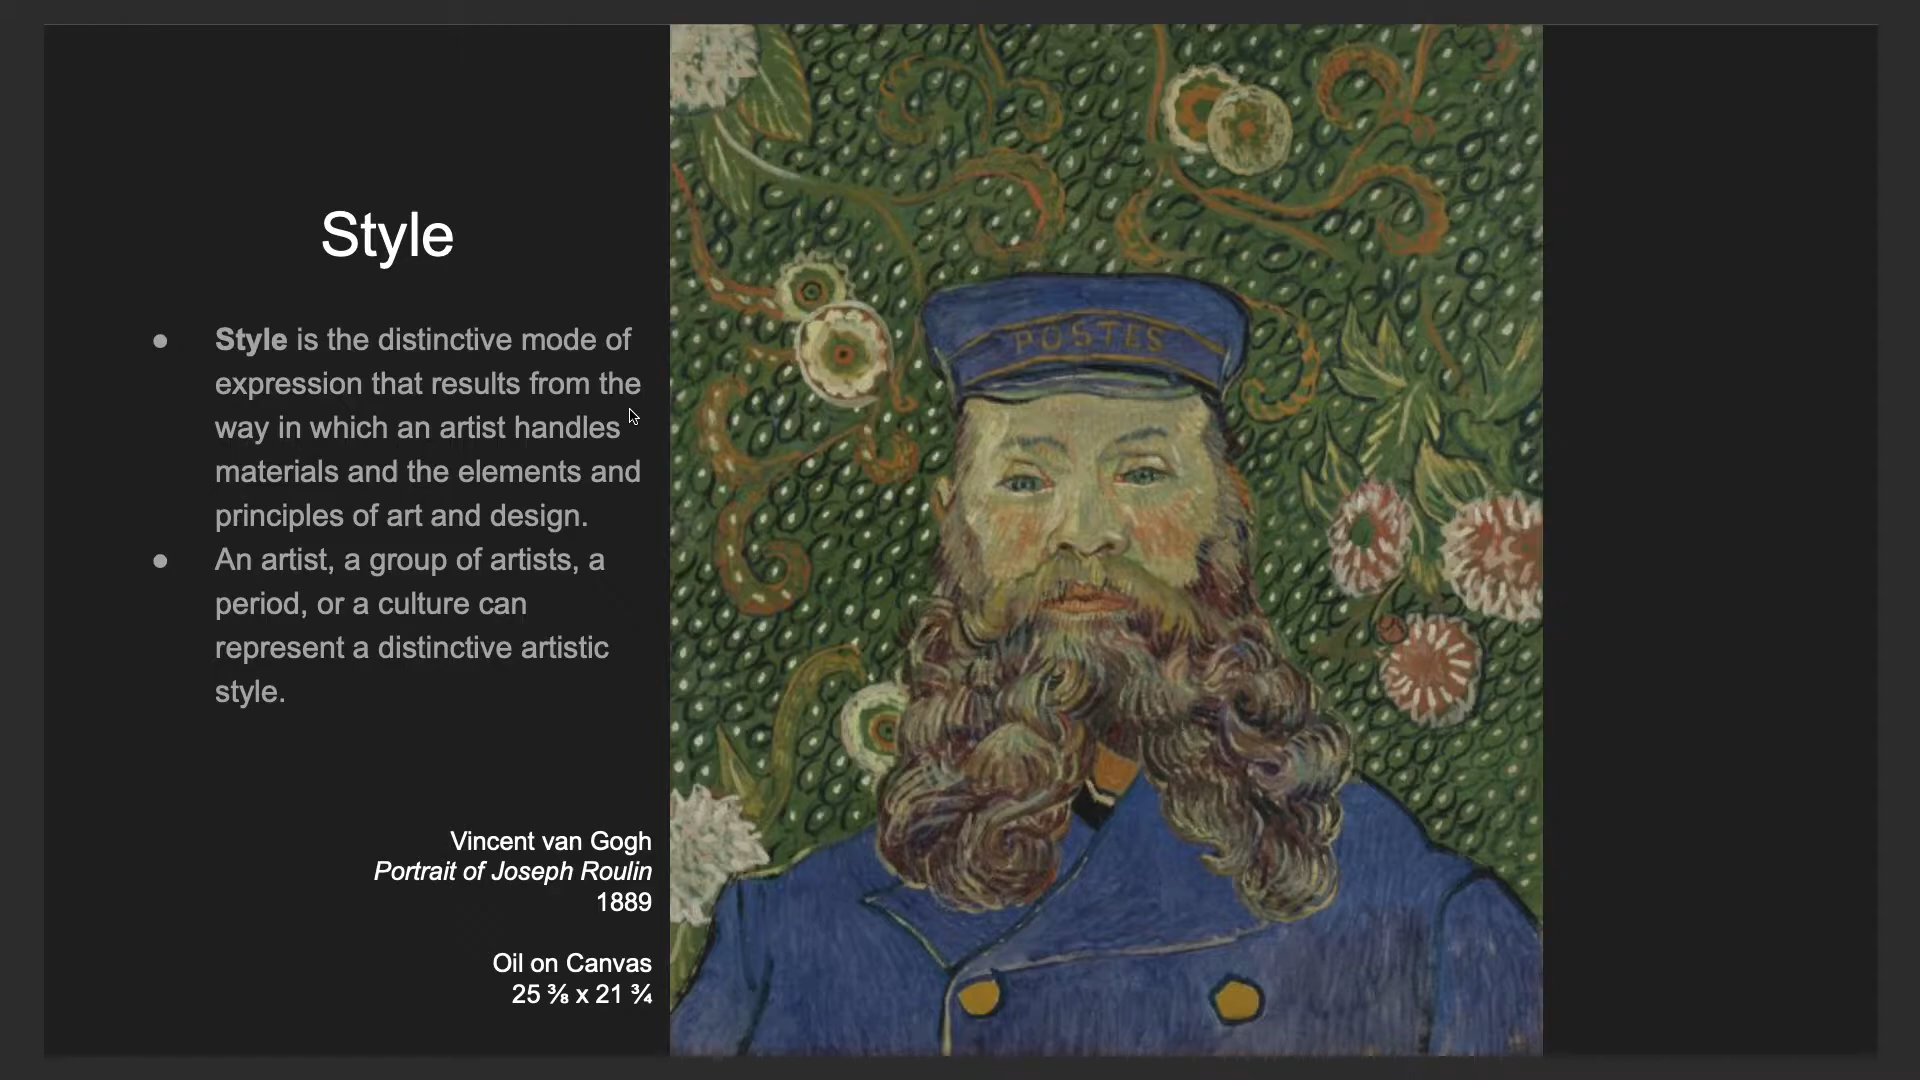 Style
● Style is the distinctive mode of
expression that results from the
way in which an artist handles
materials and the elements and
principles of art and design.
● An artist, a group of artists, a
period, or a culture can
represent a distinctive artistic
style.
POSTES
Vincent van Gogh
Portrait of Joseph Roulin
1889
Oil on Canvas
25 ⅜ x 21 ¾